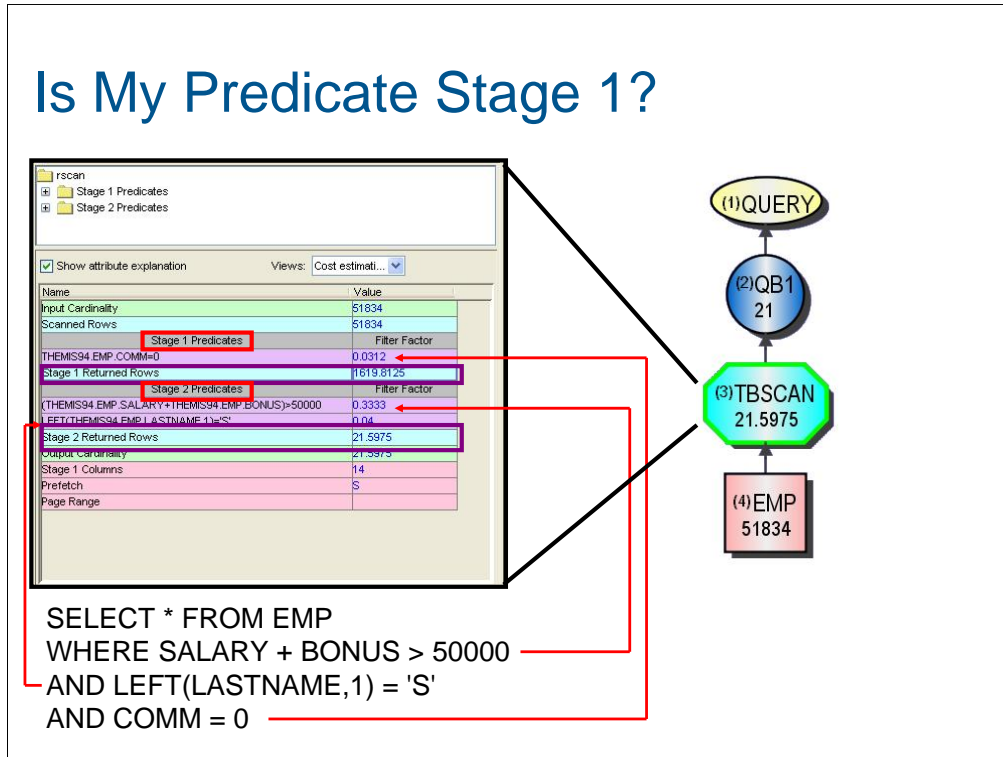 Is My Predicate Stage 1?
rscan
Stage 1 Predicates
Stage 2 Predicates
Show attribute explanation Views: Cost estimati...
Name Value
Input Cardinality 51834
Scanned Rows 51834
Stage 1 Predicates Filter Factor
THEMIS94.EMP.COMM=0 0.0312
Stage 1 Returned Rows 1619.8125
Stage 2 Predicates Filter Factor
(THEMIS94.EMP.SALARY+THEMIS94.EMP.BONUS)>50000 0.3333
LEFT(THEMIS94.EMP.LASTNAME,1)='S' 0.04
Stage 2 Returned Rows 21.5975
Output Cardinality 21.5975
Stage 1 Columns 14
Prefetch S
Page Range
(1)QUERY
(2)QB1
21
(3)TBSCAN
21.5975
(4)EMP
51834
SELECT * FROM EMP
WHERE SALARY + BONUS > 50000
AND LEFT(LASTNAME,1) = 'S'
AND COMM = 0